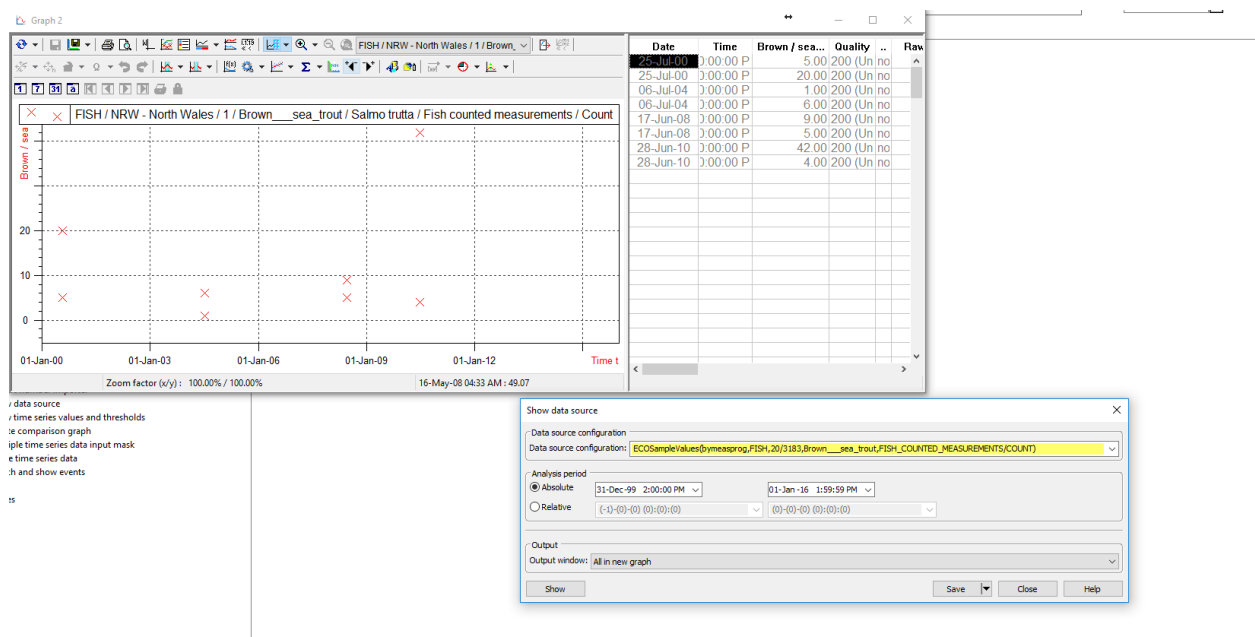 Graph 2
FISH / NRW - North Wales / 1 / Brown_
FISH / NRW - North Wales / 1 / Brown___sea_trout / Salmo trutta / Fish counted measurements / Count
Brown / sea
20
10
0
01-Jan-00 01-Jan-03 01-Jan-06 01-Jan-09 01-Jan-12 Time t
Zoom factor (x/y) : 100.00% / 100.00% 16-May-08 04:33 AM : 49.07
Date Time Brown / sea... Quality .. Raw
25-Jul-00 0:00:00 P 5.00 200 (Un no
25-Jul-00 0:00:00 P 20.00 200 (Un no
06-Jul-04 0:00:00 P 1.00 200 (Un no
06-Jul-04 0:00:00 P 6.00 200 (Un no
17-Jun-08 0:00:00 P 9.00 200 (Un no
17-Jun-08 0:00:00 P 5.00 200 (Un no
28-Jun-10 0:00:00 P 42.00 200 (Un no
28-Jun-10 0:00:00 P 4.00 200 (Un no
data source
time series values and thresholds
comparison graph
time series data input mask
time series data
and show events
Show data source
Data source configuration
Data source configuration: ECOSampleValues(bymeasprog,FISH,20/3183,Brown___sea_trout,FISH_COUNTED_MEASUREMENTS/COUNT)
Analysis period
Absolute 31-Dec-99 2:00:00 PM 01-Jan-16 1:59:59 PM
Relative (-1)-(0)-(0) (0):(0):(0) (0)-(0)-(0) (0):(0):(0)
Output
Output window: All in new graph
Show Save Close Help